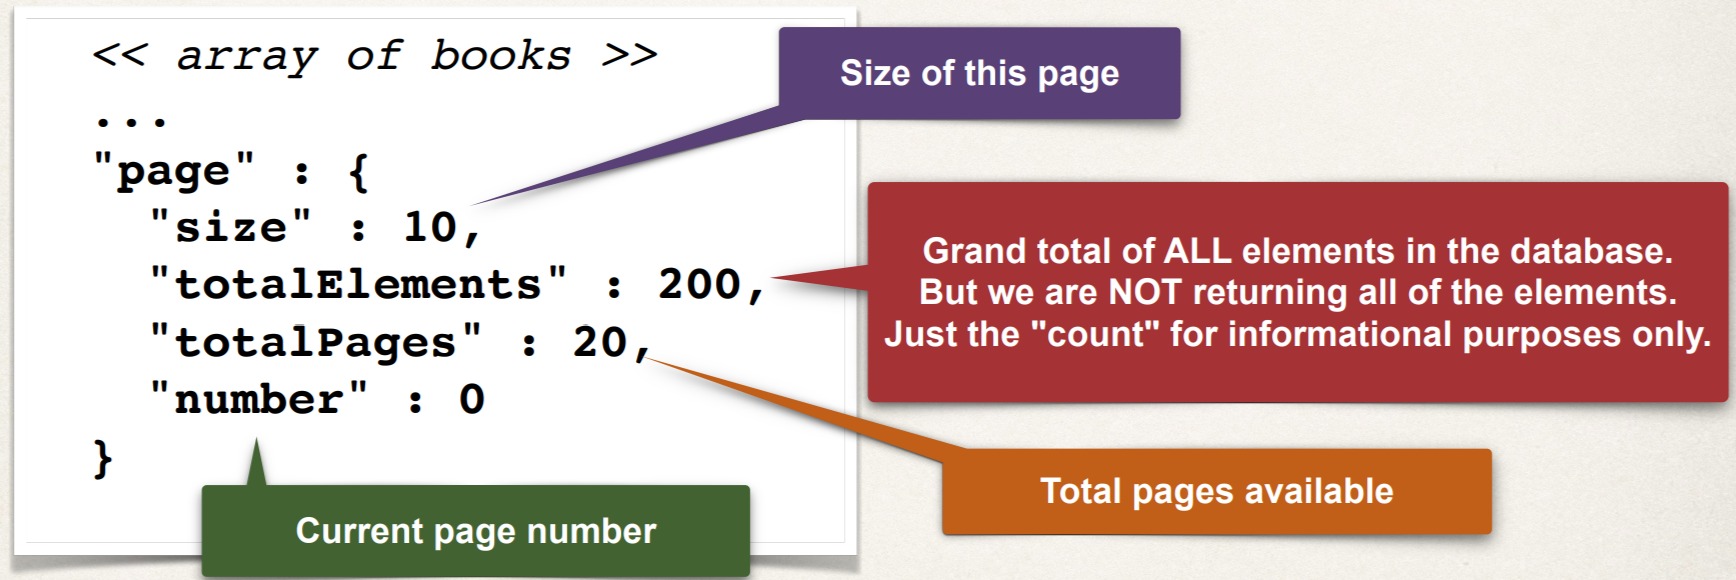 << array of books >>
...
"page" : {
"size" : 10,
"totalElements" : 200,
"totalPages" : 20,
"number" : 0
}
Size of this page
Grand total of ALL elements in the database.
But we are NOT returning all of the elements.
Just the "count" for informational purposes only.
Total pages available
Current page number